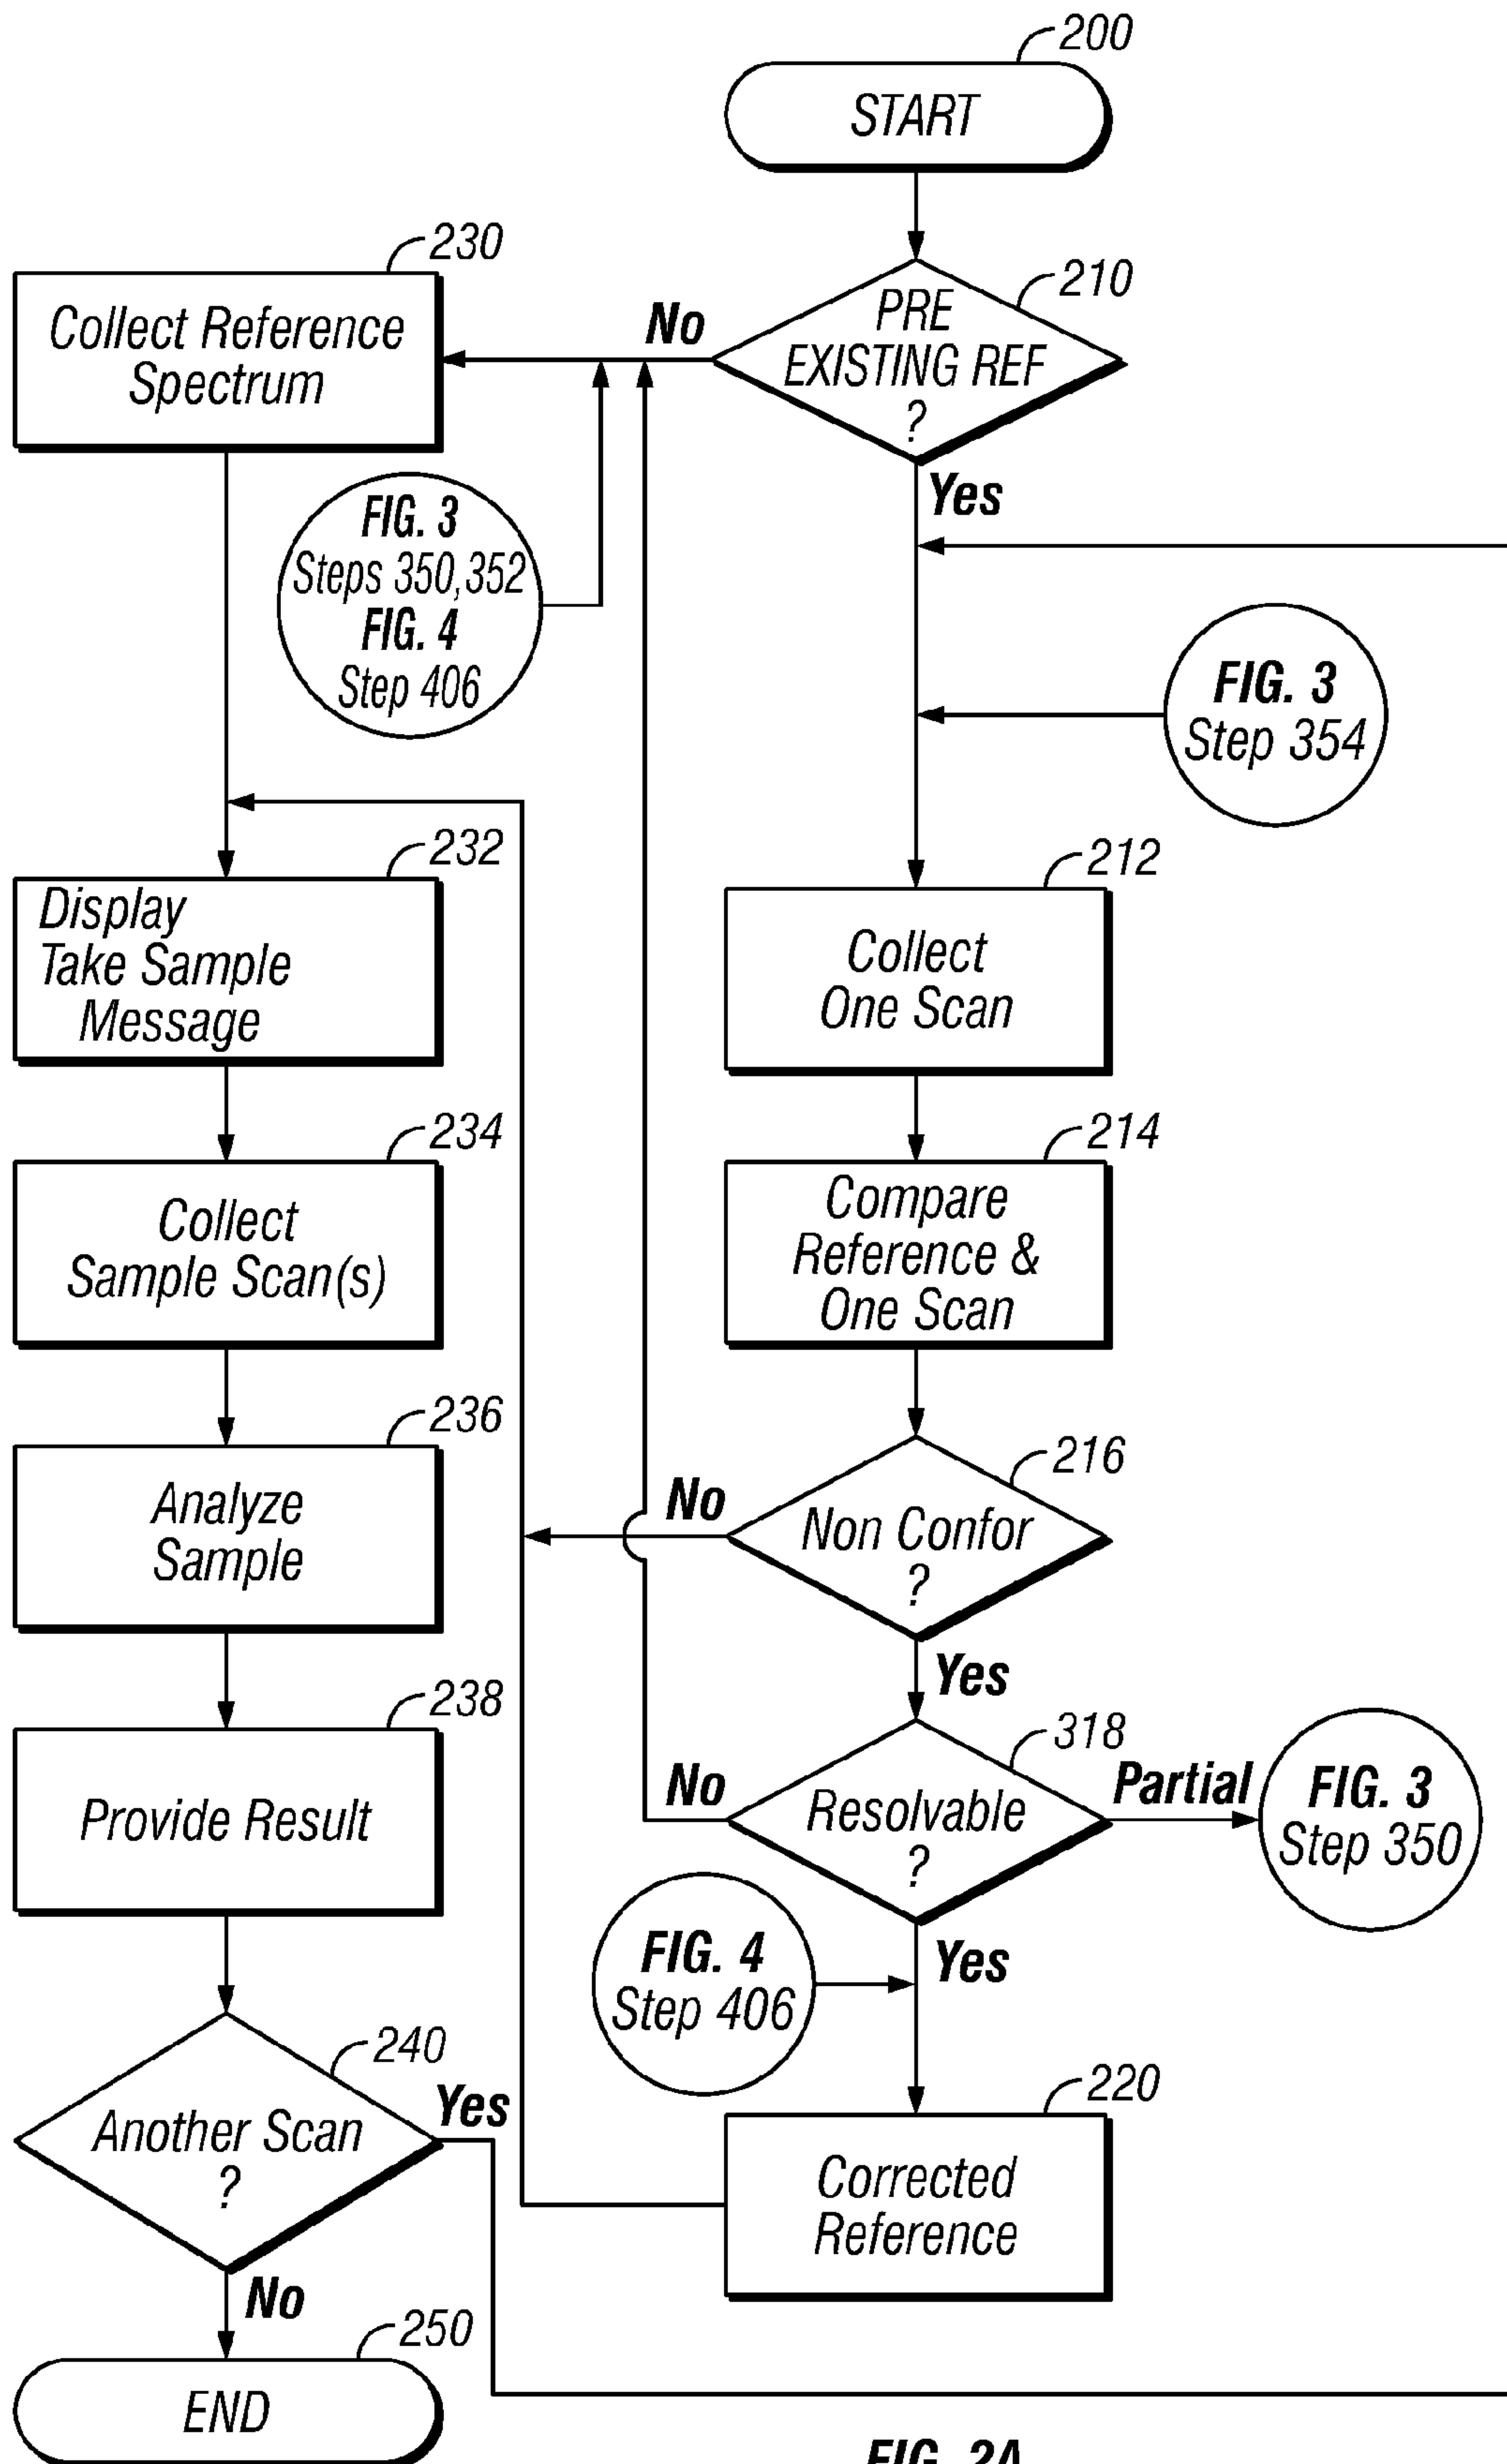 200
START
230
Collect Reference
Spectrum
No
210
PRE
EXISTING REF
?
Yes
FIG. 3
Steps 350,352
FIG. 4
Step 406
FIG. 3
Step 354
232
Display
Take Sample
Message
212
Collect
One Scan
234
Collect
Sample Scan(s)
214
Compare
Reference &
One Scan
236
Analyze
Sample
216
No
Non Confor
?
Yes
238
Provide Result
318
No
Resolvable
?
Partial
FIG. 3
Step 350
Yes
FIG. 4
Step 406
240
Another Scan
?
Yes
No
220
Corrected
Reference
250
END
FIG. 2A